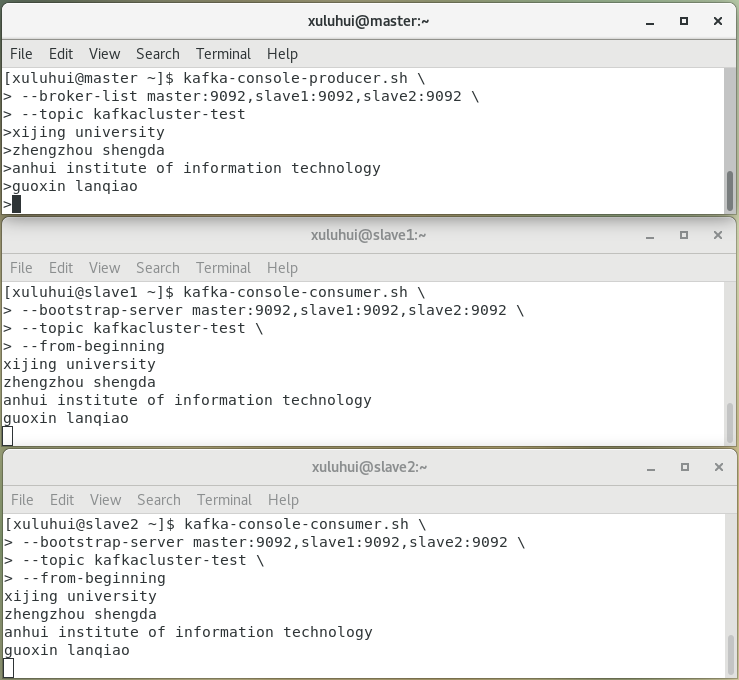 xuluhui@master:~
File Edit View Search Terminal Help
[xuluhui@master ~]$ kafka-console-producer.sh \
> --broker-list master:9092,slave1:9092,slave2:9092 \
> --topic kafkacluster-test
>xijing university
>zhengzhou shengda
>anhui institute of information technology
>guoxin lanqiao
>
xuluhui@slave1:~
File Edit View Search Terminal Help
[xuluhui@slave1 ~]$ kafka-console-consumer.sh \
> --bootstrap-server master:9092,slave1:9092,slave2:9092 \
> --topic kafkacluster-test \
> --from-beginning
xijing university
zhengzhou shengda
anhui institute of information technology
guoxin lanqiao
xuluhui@slave2:~
File Edit View Search Terminal Help
[xuluhui@slave2 ~]$ kafka-console-consumer.sh \
> --bootstrap-server master:9092,slave1:9092,slave2:9092 \
> --topic kafkacluster-test \
> --from-beginning
xijing university
zhengzhou shengda
anhui institute of information technology
guoxin lanqiao